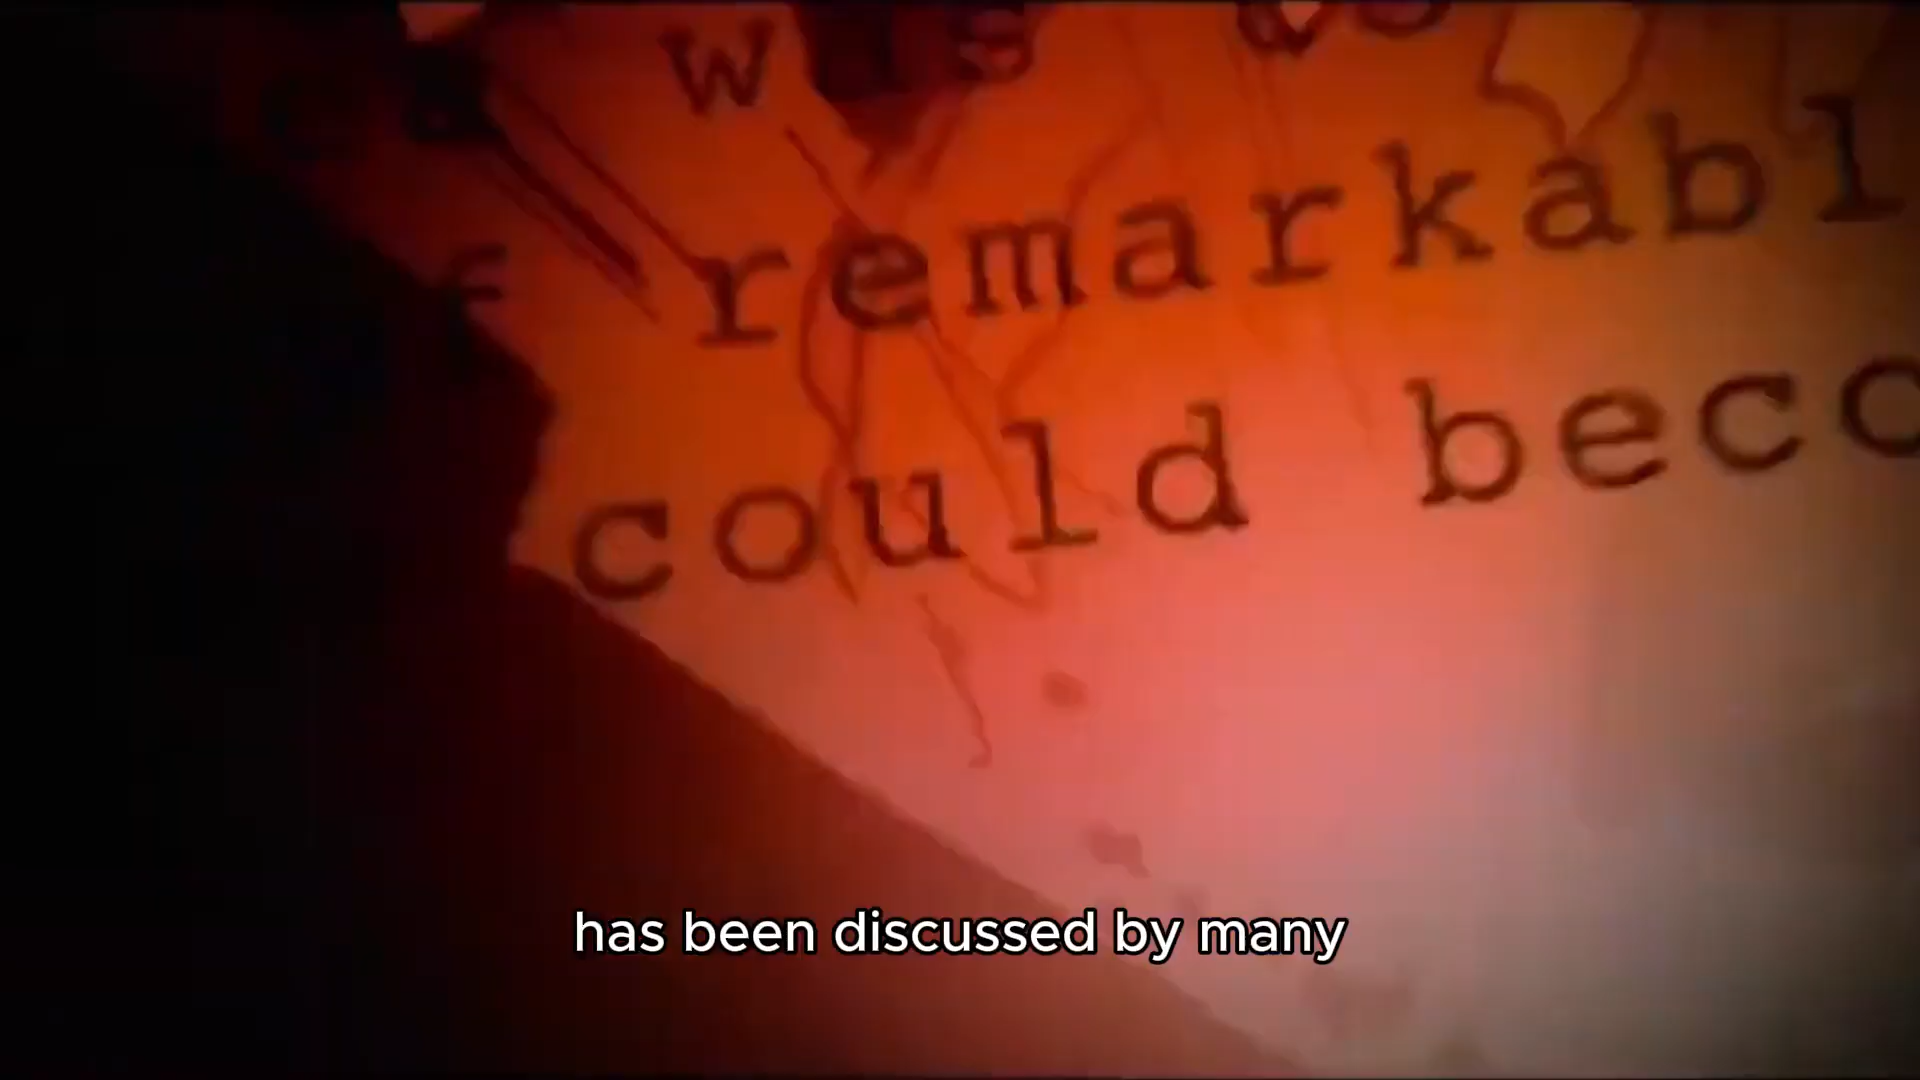 remarkabl
could beco
has been discussed by many